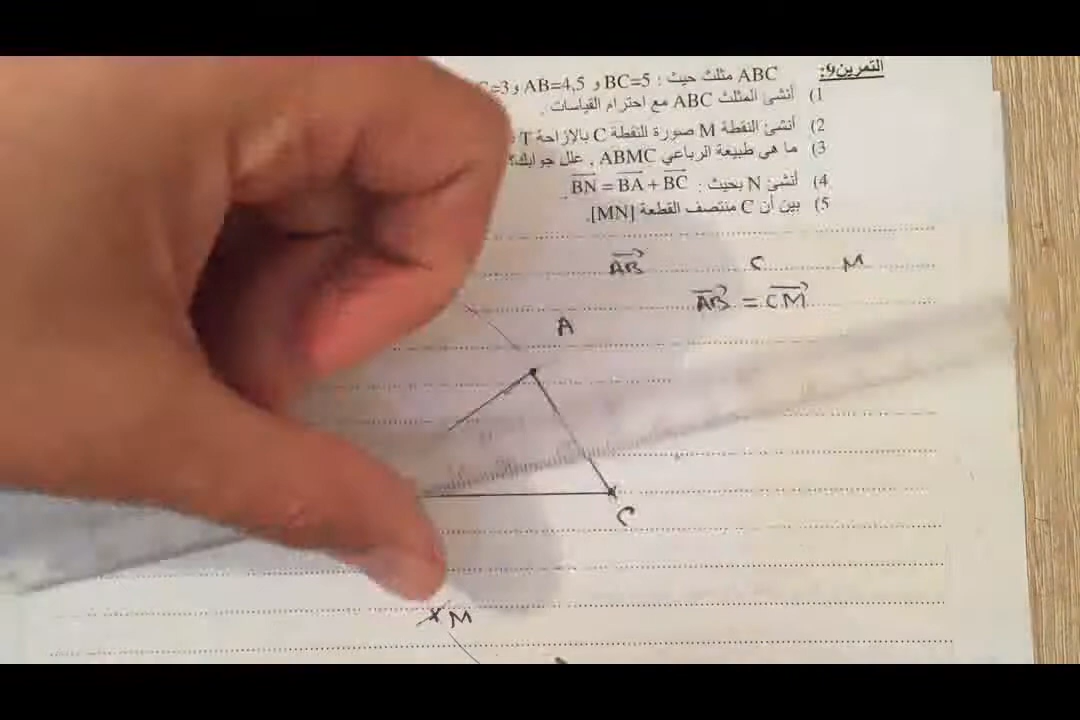 التمرين9:
ABC مثلث حيث : BC=5 و AB=4,5 و =3
1) أنشئ المثلث ABC مع احترام القياسات .
2) أنشئ النقطة M صورة النقطة C بالإزاحة T
3) ما هي طبيعة الرباعي ABMC , علل جوابك؟
4) أنشئ N بحيث : BN = BA + BC .
5) بين أن C منتصف القطعة [MN].
AB C M
AB = CM
A
C
M